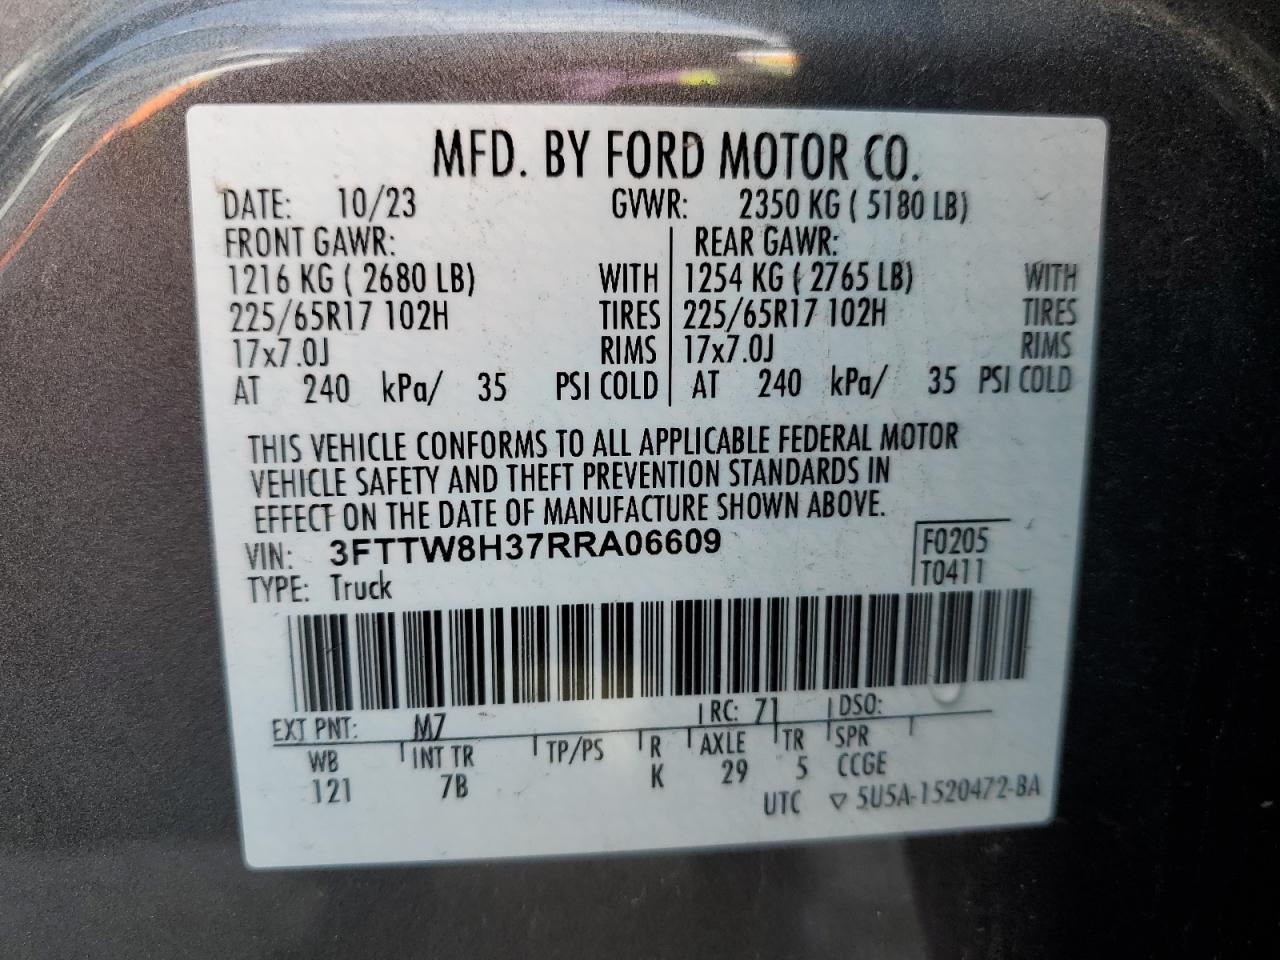 MFD. BY FORD MOTOR CO.
DATE: 10/23 GVWR: 2350 KG ( 5180 LB)
FRONT GAWR: REAR GAWR:
1216 KG ( 2680 LB) WITH 1254 KG ( 2765 LB) WITH
225/65R17 102H TIRES 225/65R17 102H TIRES
17x7.0J RIMS 17x7.0J RIMS
AT 240 kPa/ 35 PSI COLD AT 240 kPa/ 35 PSI COLD
THIS VEHICLE CONFORMS TO ALL APPLICABLE FEDERAL MOTOR
VEHICLE SAFETY AND THEFT PREVENTION STANDARDS IN
EFFECT ON THE DATE OF MANUFACTURE SHOWN ABOVE.
VIN: 3FTTW8H37RRA06609 F0205
TYPE: Truck T0411
EXT PNT: M7 RC: 71 DSO:
WB INT TR TP/PS R AXLE TR SPR
121 7B K 29 5 CCGE
UTC ▽ 5U5A-1520472-BA